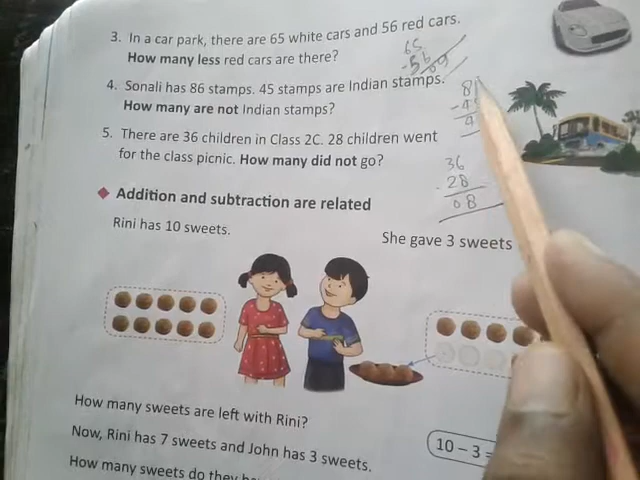 3. In a car park, there are 65 white cars and 56 red cars.
How many less red cars are there?
65
- 56
09
4. Sonali has 86 stamps. 45 stamps are Indian stamps.
How many are not Indian stamps?
8
- 4
4
5. There are 36 children in Class 2C. 28 children went
for the class picnic. How many did not go?
36
28
08
Addition and subtraction are related
Rini has 10 sweets.
She gave 3 sweets
How many sweets are left with Rini?
Now, Rini has 7 sweets and John has 3 sweets.
10 – 3 =
How many sweets do they